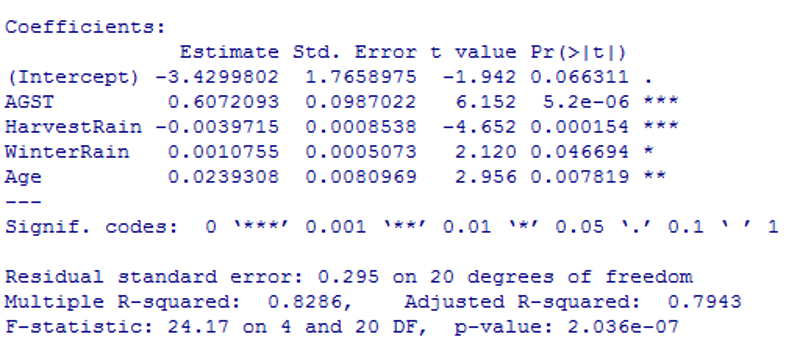 Coefficients:
Estimate Std. Error t value Pr(>|t|)
(Intercept) -3.4299802 1.7658975 -1.942 0.066311 .
AGST 0.6072093 0.0987022 6.152 5.2e-06 ***
HarvestRain -0.0039715 0.0008538 -4.652 0.000154 ***
WinterRain 0.0010755 0.0005073 2.120 0.046694 *
Age 0.0239308 0.0080969 2.956 0.007819 **
---
Signif. codes: 0 ‘***’ 0.001 ‘**’ 0.01 ‘*’ 0.05 ‘.’ 0.1 ‘ ’ 1
Residual standard error: 0.295 on 20 degrees of freedom
Multiple R-squared: 0.8286, Adjusted R-squared: 0.7943
F-statistic: 24.17 on 4 and 20 DF, p-value: 2.036e-07